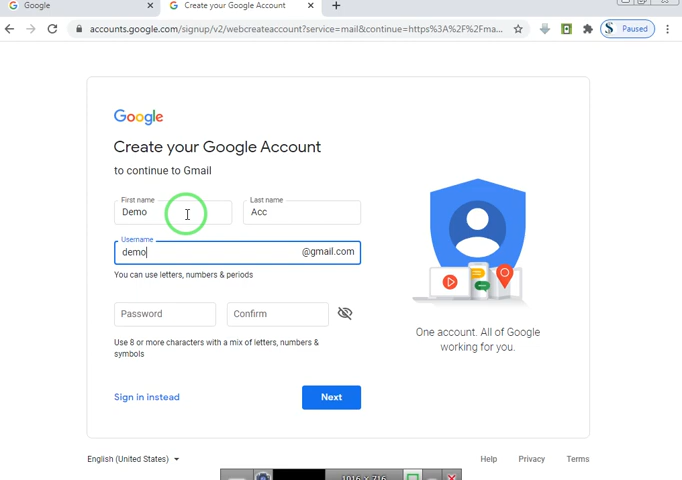 Google
Create your Google Account
accounts.google.com/signup/v2/webcreateaccount?service=mail&continue=https%3A%2F%2Fma...
Paused
Google
Create your Google Account
to continue to Gmail
First name
Demo
Last name
Acc
Username
demo
@gmail.com
You can use letters, numbers & periods
Password
Confirm
Use 8 or more characters with a mix of letters, numbers &
symbols
One account. All of Google
working for you.
Sign in instead
Next
English (United States)
Help
Privacy
Terms
1016 x 716